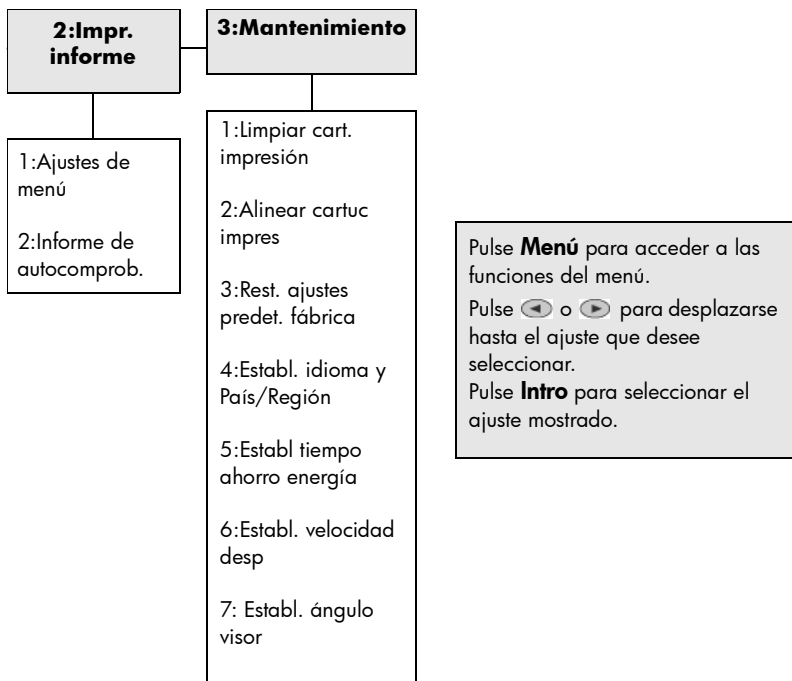 2:Impr.
informe
3:Mantenimiento
1:Ajustes de
menú
2:Informe de
autocomprob.
1:Limpiar cart.
impresión
2:Alinear cartuc
impres
3:Rest. ajustes
predet. fábrica
4:Establ. idioma y
País/Región
5:Establ tiempo
ahorro energía
6:Establ. velocidad
desp
7: Establ. ángulo
visor
Pulse Menú para acceder a las
funciones del menú.
Pulse ◀ o ▶ para desplazarse
hasta el ajuste que desee
seleccionar.
Pulse Intro para seleccionar el
ajuste mostrado.